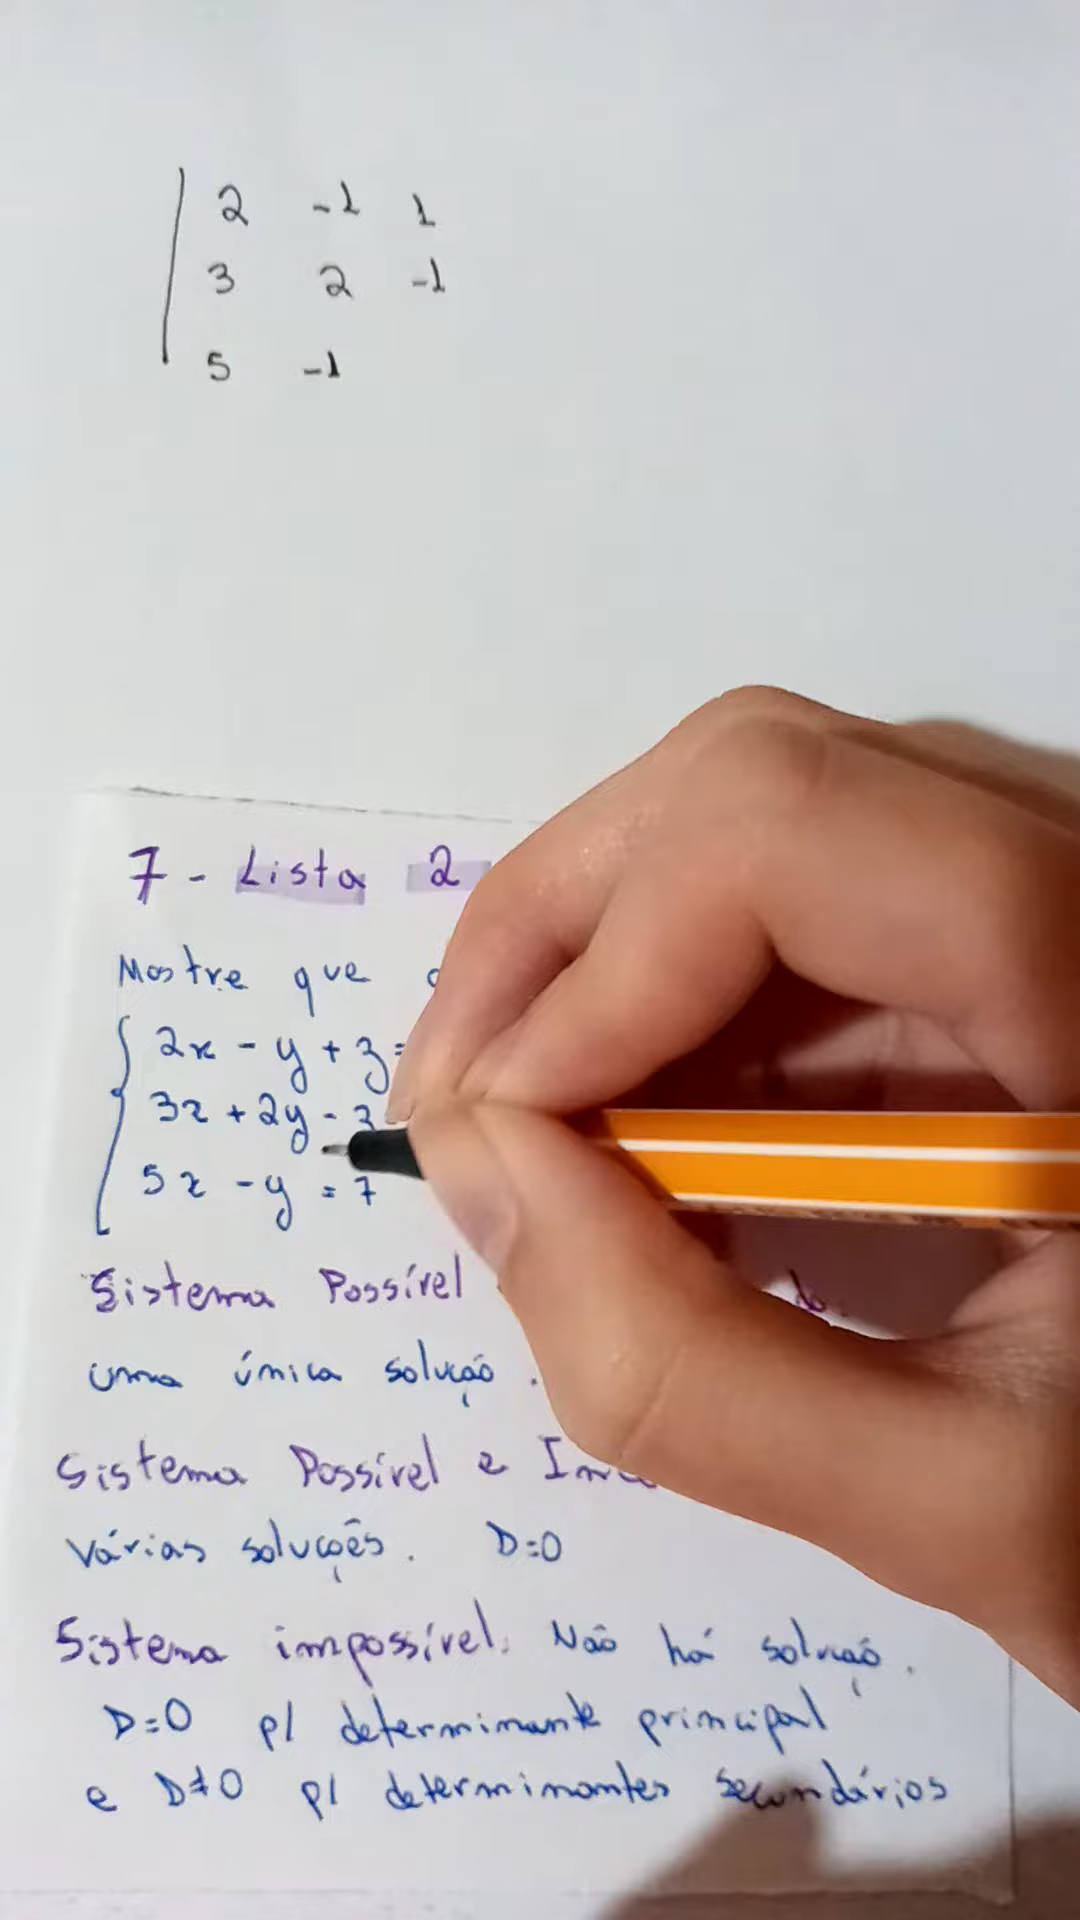 2 -1 1
3 2 -1
5 -1
7 - Lista 2
Mostre que
2x - y + z =
3x + 2y - z
5x - y = 7
Sistema Possível
uma única solução.
Sistema Possível e
Várias soluções. D=0
Sistema impossível. Não há solução.
D=0 p/ determinante principal
e D≠0 p/ determinantes secundários